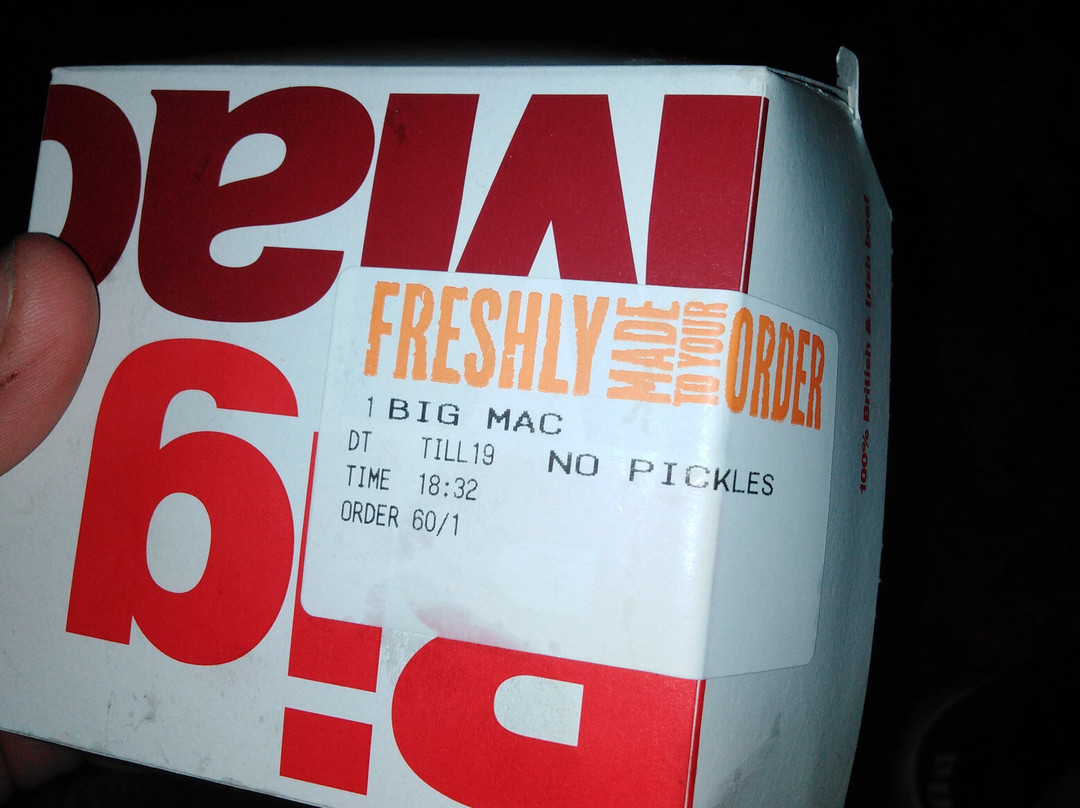 Big
Mac
FRESHLY MADE TO YOUR ORDER
1 BIG MAC
DT TILL19 NO PICKLES
TIME 18:32
ORDER 60/1
100% British & Irish beef